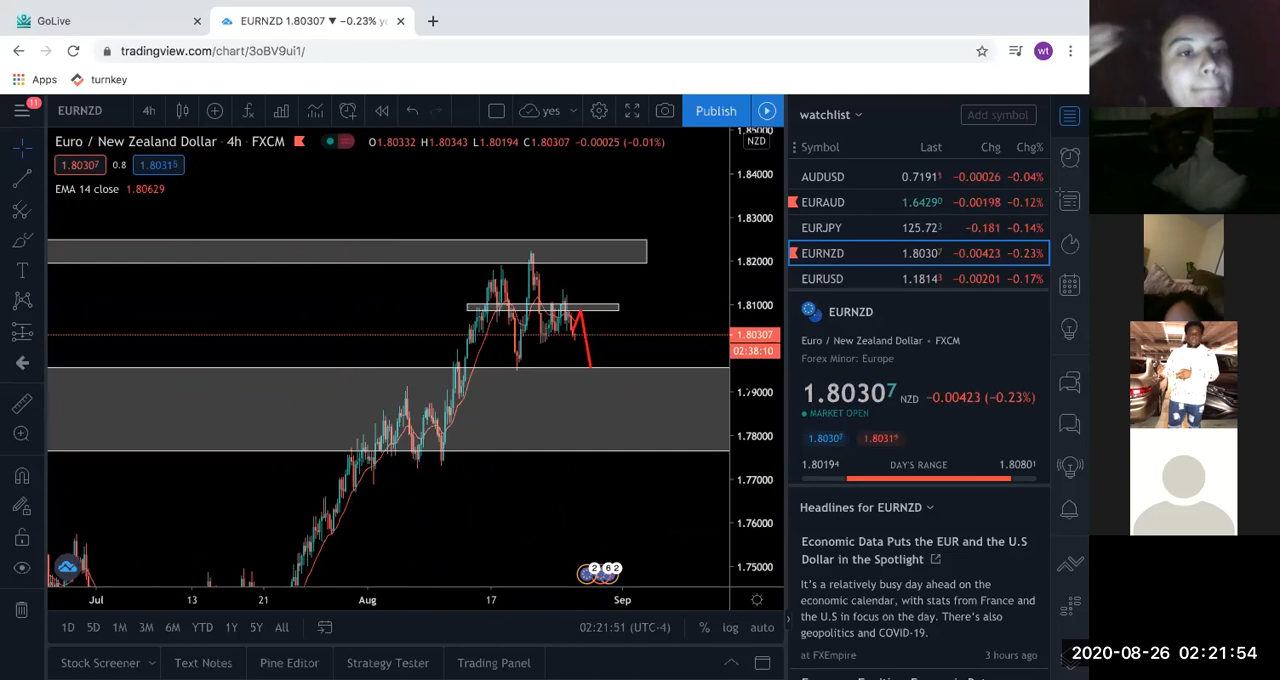 GoLive
EURNZD 1.80307 ▼ −0.23% y
tradingview.com/chart/3oBV9ui1/
wt
Apps
turnkey
11
EURNZD
4h
yes
Publish
Euro / New Zealand Dollar · 4h · FXCM
O1.80332 H1.80343 L1.80194 C1.80307 −0.00025 (−0.01%)
1.80307
0.8
1.80315
EMA 14 close 1.80629
1.85000
NZD
1.84000
1.83000
1.82000
1.81000
1.80307
02:38:10
1.79000
1.78000
1.77000
1.76000
1.75000
2
6
2
Jul
13
21
Aug
17
Sep
1D
5D
1M
3M
6M
YTD
1Y
5Y
All
02:21:51 (UTC-4)
%
log
auto
Stock Screener
Text Notes
Pine Editor
Strategy Tester
Trading Panel
watchlist
Add symbol
Symbol Last Chg Chg%
AUDUSD 0.71911 −0.00026 −0.04%
EURAUD 1.64290 −0.00198 −0.12%
EURJPY 125.723 −0.181 −0.14%
EURNZD 1.80307 −0.00423 −0.23%
EURUSD 1.18143 −0.00201 −0.17%
EURNZD
Euro / New Zealand Dollar • FXCM
Forex Minor: Europe
1.80307 NZD −0.00423 (−0.23%)
MARKET OPEN
1.80307
1.80319
1.80194 DAY'S RANGE 1.80801
Headlines for EURNZD
Economic Data Puts the EUR and the U.S
Dollar in the Spotlight
It's a relatively busy day ahead on the
economic calendar, with stats from France and
the U.S in focus on the day. There's also
geopolitics and COVID-19.
at FXEmpire
3 hours ago
2020-08-26 02:21:54